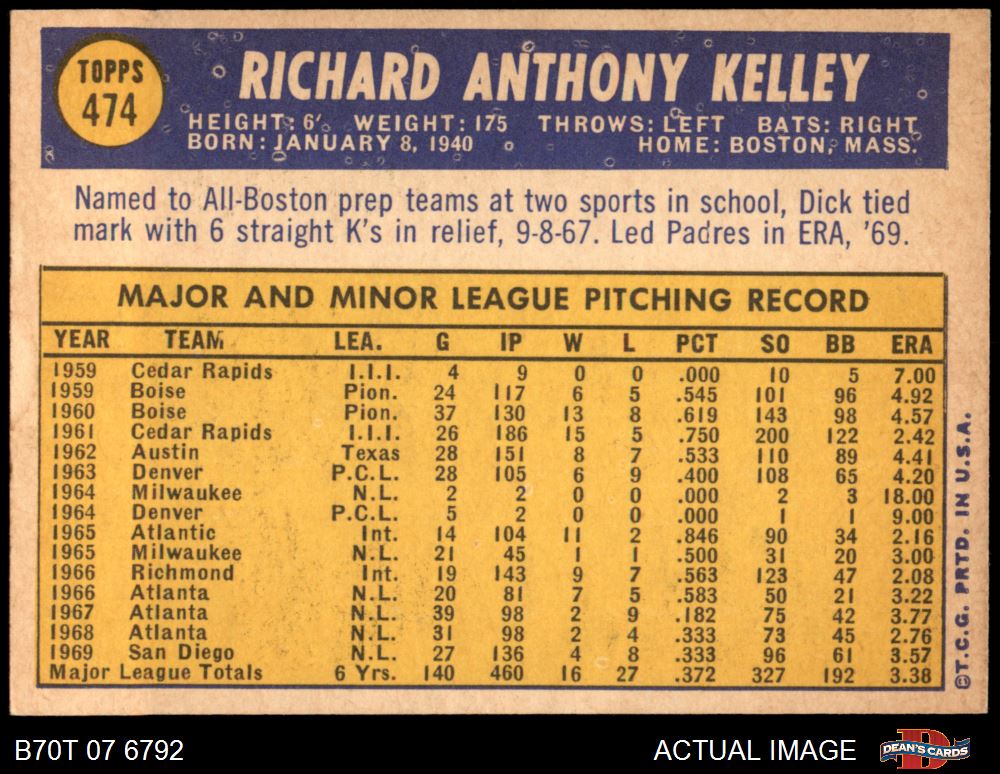 TOPPS
474
RICHARD ANTHONY KELLEY
HEIGHT: 6' WEIGHT: 175 THROWS: LEFT BATS: RIGHT
BORN: JANUARY 8, 1940 HOME: BOSTON, MASS.
Named to All-Boston prep teams at two sports in school, Dick tied
mark with 6 straight K's in relief, 9-8-67. Led Padres in ERA, '69.
MAJOR AND MINOR LEAGUE PITCHING RECORD
YEAR TEAM LEA. G IP W L PCT SO BB ERA
1959 Cedar Rapids I.I.I. 4 9 0 0 .000 10 5 7.00
1959 Boise Pion. 24 117 6 5 .545 101 96 4.92
1960 Boise Pion. 37 130 13 8 .619 143 98 4.57
1961 Cedar Rapids I.I.I. 26 186 15 5 .750 200 122 2.42
1962 Austin Texas 28 151 8 7 .533 110 89 4.41
1963 Denver P.C.L. 28 105 6 9 .400 108 65 4.20
1964 Milwaukee N.L. 2 2 0 0 .000 2 3 18.00
1964 Denver P.C.L. 5 2 0 0 .000 1 1 9.00
1965 Atlantic Int. 14 104 11 2 .846 90 34 2.16
1965 Milwaukee N.L. 21 45 1 1 .500 31 20 3.00
1966 Richmond Int. 19 143 9 7 .563 123 47 2.08
1966 Atlanta N.L. 20 81 7 5 .583 50 21 3.22
1967 Atlanta N.L. 39 98 2 9 .182 75 42 3.77
1968 Atlanta N.L. 31 98 2 4 .333 73 45 2.76
1969 San Diego N.L. 27 136 4 8 .333 96 61 3.57
Major League Totals 6 Yrs. 140 460 16 27 .372 327 192 3.38
©T.C.G. PRTD. IN U.S.A.
B70T 07 6792 ACTUAL IMAGE
DEAN'S CARDS